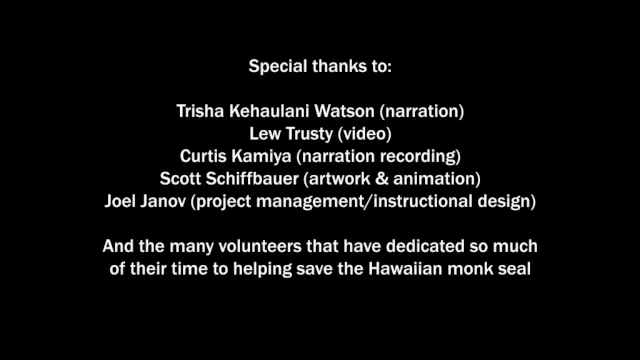 Special thanks to:
Trisha Kehaulani Watson (narration)
Lew Trusty (video)
Curtis Kamiya (narration recording)
Scott Schiffbauer (artwork & animation)
Joel Janov (project management/instructional design)
And the many volunteers that have dedicated so much
of their time to helping save the Hawaiian monk seal